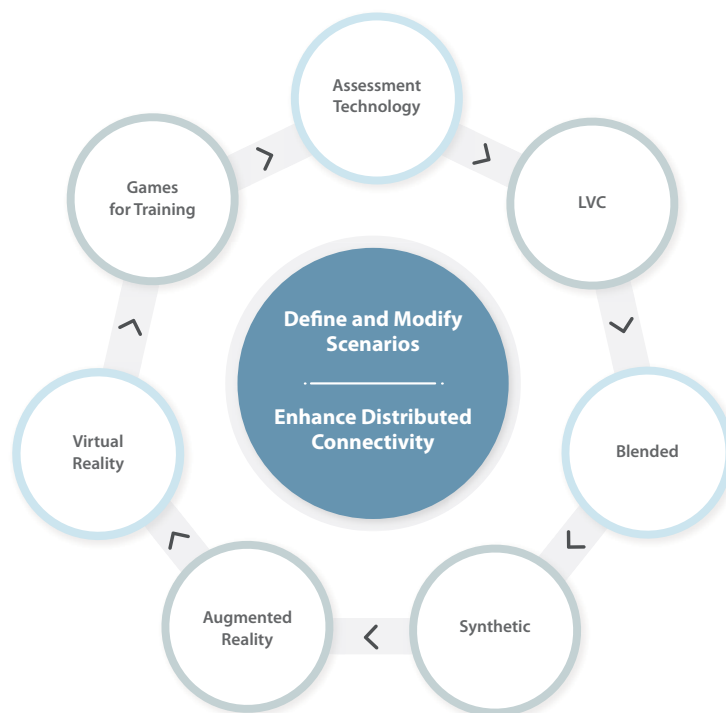 Assessment
Technology
Games
for Training
LVC
Define and Modify
Scenarios
Enhance Distributed
Connectivity
Virtual
Reality
Blended
Augmented
Reality
Synthetic